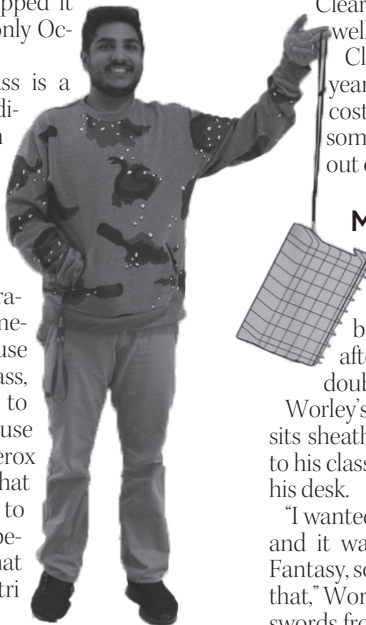 pped it
only Oc-
ss is a
di-
ra-
me-
use
ass,
to
use
erox
hat
to
pe-
hat
tri
Clear
well
Cl
year
cost
som
out
M
b
afte
doub
Worley's
sits sheath
to his class
his desk.
“I wanted
and it wa
Fantasy, so
that,” Wor
swords fro